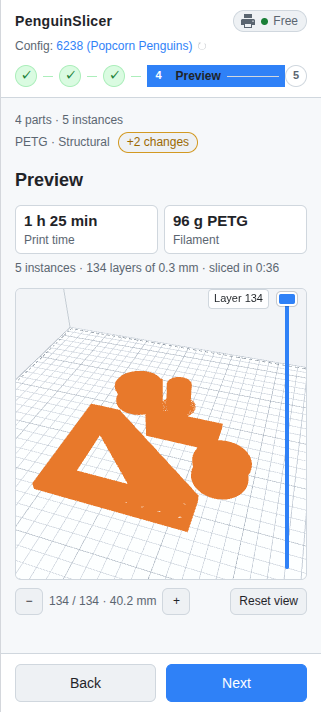 PenguinSlicer
Free
Config: 6238 (Popcorn Penguins)
4 Preview 5
4 parts · 5 instances
PETG · Structural +2 changes
Preview
1 h 25 min
Print time
96 g PETG
Filament
5 instances · 134 layers of 0.3 mm · sliced in 0:36
Layer 134
− 134 / 134 · 40.2 mm + Reset view
Back Next